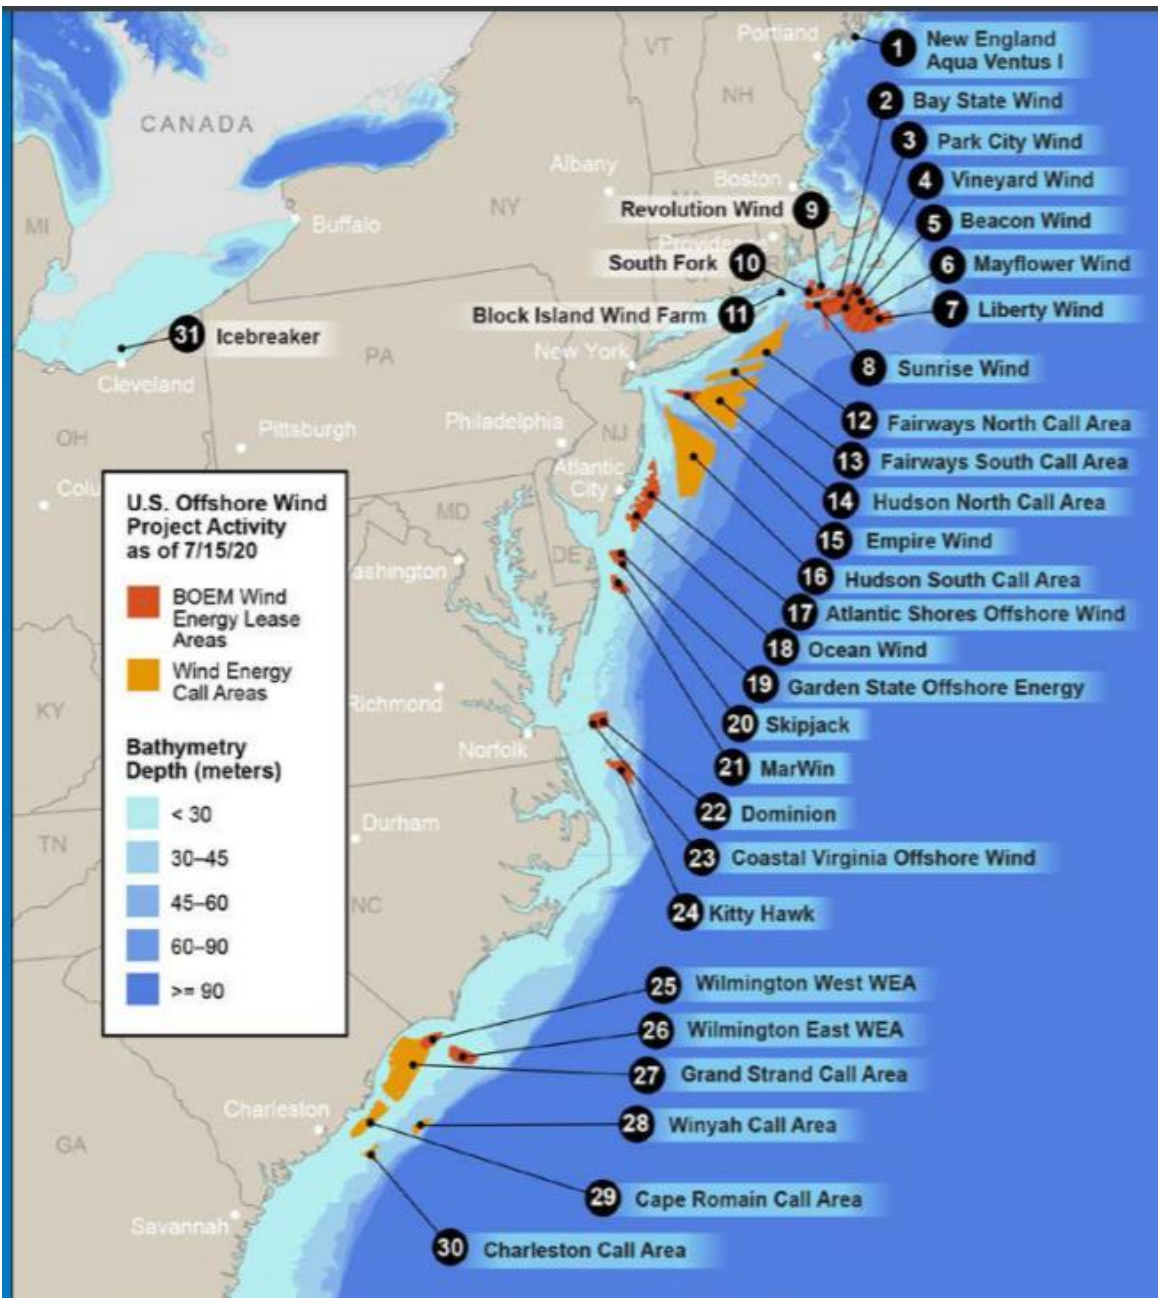 Portland
VT
1 New England
Aqua Ventus I
NH
2 Bay State Wind
CANADA
3 Park City Wind
Albany
Boston
4 Vineyard Wind
MI
NY
Revolution Wind 9
5 Beacon Wind
Buffalo
Providence
South Fork 10
6 Mayflower Wind
Block Island Wind Farm 11
7 Liberty Wind
31 Icebreaker
PA
New York
8 Sunrise Wind
Cleveland
12 Fairways North Call Area
OH
Pittsburgh
Philadelphia
NJ
13 Fairways South Call Area
Atlantic
City
14 Hudson North Call Area
Colu
MD
15 Empire Wind
DE
16 Hudson South Call Area
ashington
17 Atlantic Shores Offshore Wind
18 Ocean Wind
19 Garden State Offshore Energy
KY
Richmond
20 Skipjack
Norfolk
21 MarWin
22 Dominion
Durham
TN
23 Coastal Virginia Offshore Wind
NC
24 Kitty Hawk
U.S. Offshore Wind
Project Activity
as of 7/15/20
BOEM Wind
Energy Lease
Areas
Wind Energy
Call Areas
Bathymetry
Depth (meters)
< 30
30–45
45–60
60–90
>= 90
25 Wilmington West WEA
26 Wilmington East WEA
27 Grand Strand Call Area
Charleston
28 Winyah Call Area
GA
29 Cape Romain Call Area
Savannah
30 Charleston Call Area